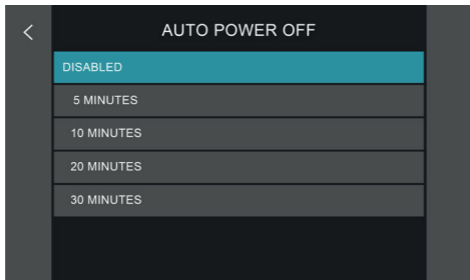 AUTO POWER OFF
DISABLED
5 MINUTES
10 MINUTES
20 MINUTES
30 MINUTES